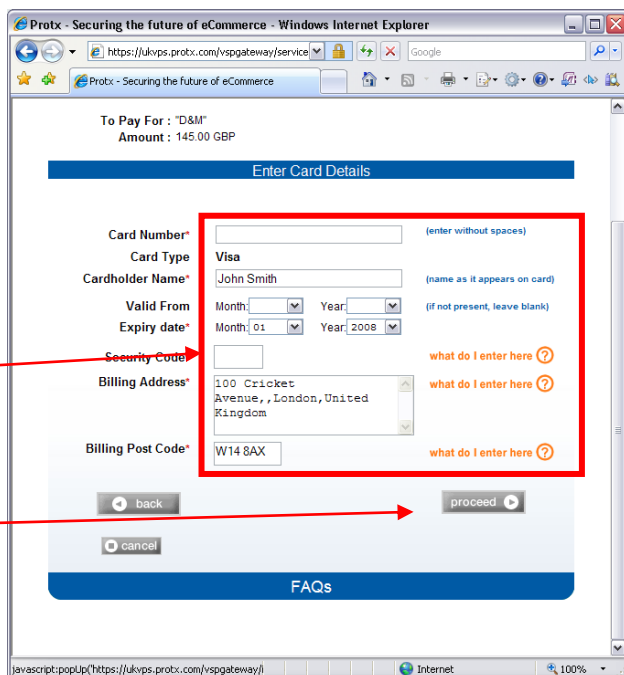 Protx - Securing the future of eCommerce - Windows Internet Explorer
https://ukvps.protx.com/vspgateway/service
Google
Protx - Securing the future of eCommerce
To Pay For : "D&M"
Amount : 145.00 GBP
Enter Card Details
Card Number* (enter without spaces)
Card Type Visa
Cardholder Name* John Smith (name as it appears on card)
Valid From Month: Year: (if not present, leave blank)
Expiry date* Month: 01 Year: 2008
Security Code what do I enter here ?
Billing Address* 100 Cricket what do I enter here ?
Avenue,,London,United
Kingdom
Billing Post Code* W14 8AX what do I enter here ?
back proceed
cancel
FAQs
javascript:popUp('https://ukvps.protx.com/vspgateway/i Internet 100%